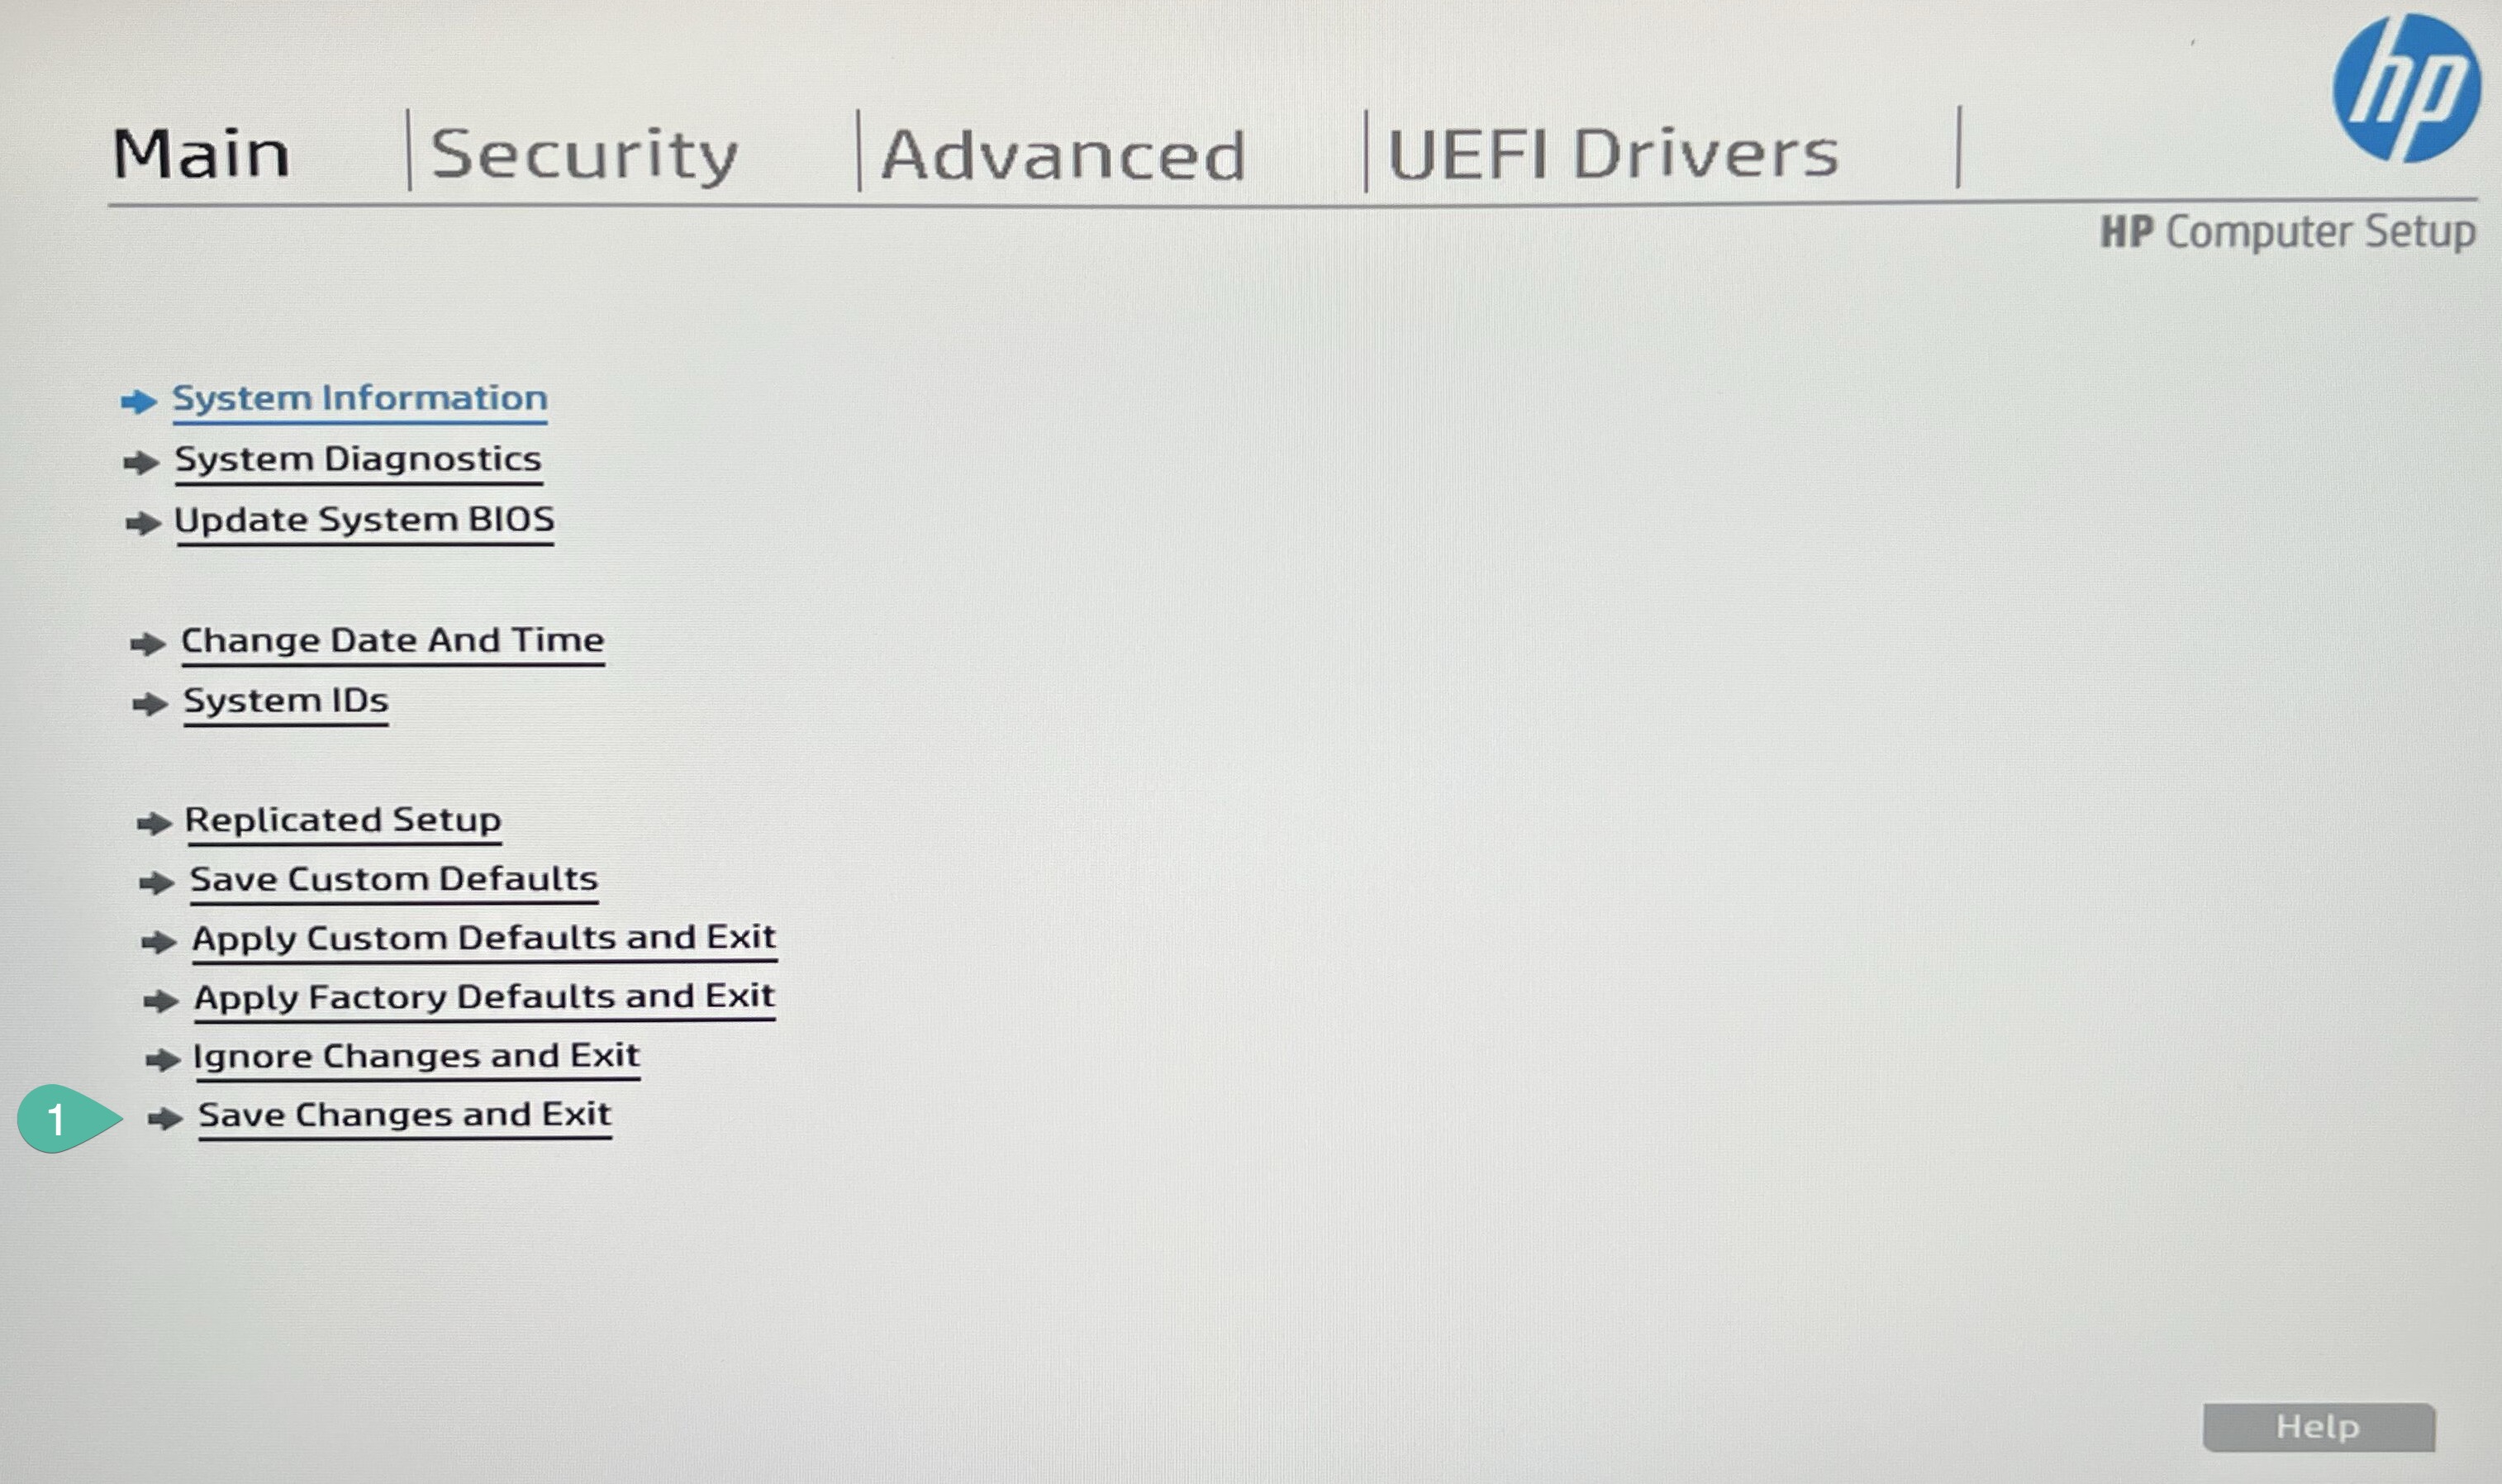 hp
Main
Security
Advanced
UEFI Drivers
HP Computer Setup
System Information
System Diagnostics
Update System BIOS
Change Date And Time
System IDs
Replicated Setup
Save Custom Defaults
Apply Custom Defaults and Exit
Apply Factory Defaults and Exit
Ignore Changes and Exit
1
Save Changes and Exit
Help